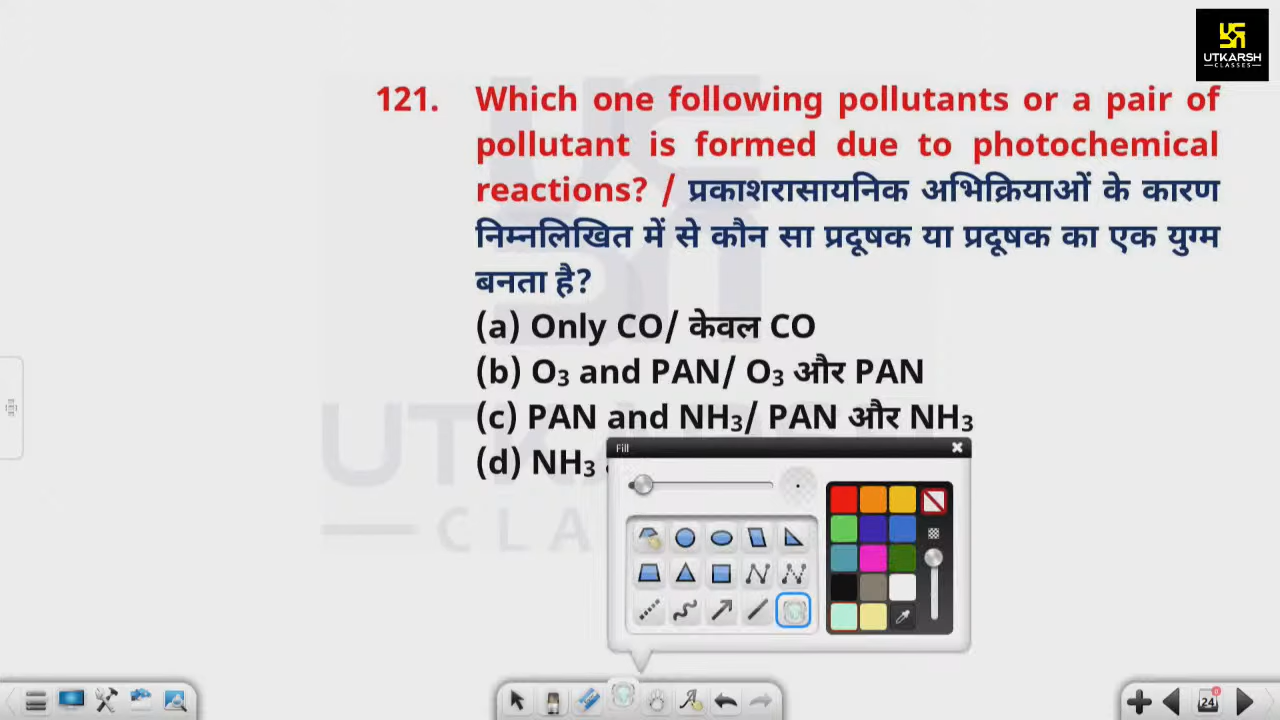 UTKARSH
CLASSES
121. Which one following pollutants or a pair of
pollutant is formed due to photochemical
reactions? / प्रकाशरासायनिक अभिक्रियाओं के कारण
निम्नलिखित में से कौन सा प्रदूषक या प्रदूषक का एक युग्म
बनता है?
(a) Only CO/ केवल CO
(b) O₃ and PAN/ O₃ और PAN
(c) PAN and NH₃/ PAN और NH₃
(d) NH₃
Fill
24